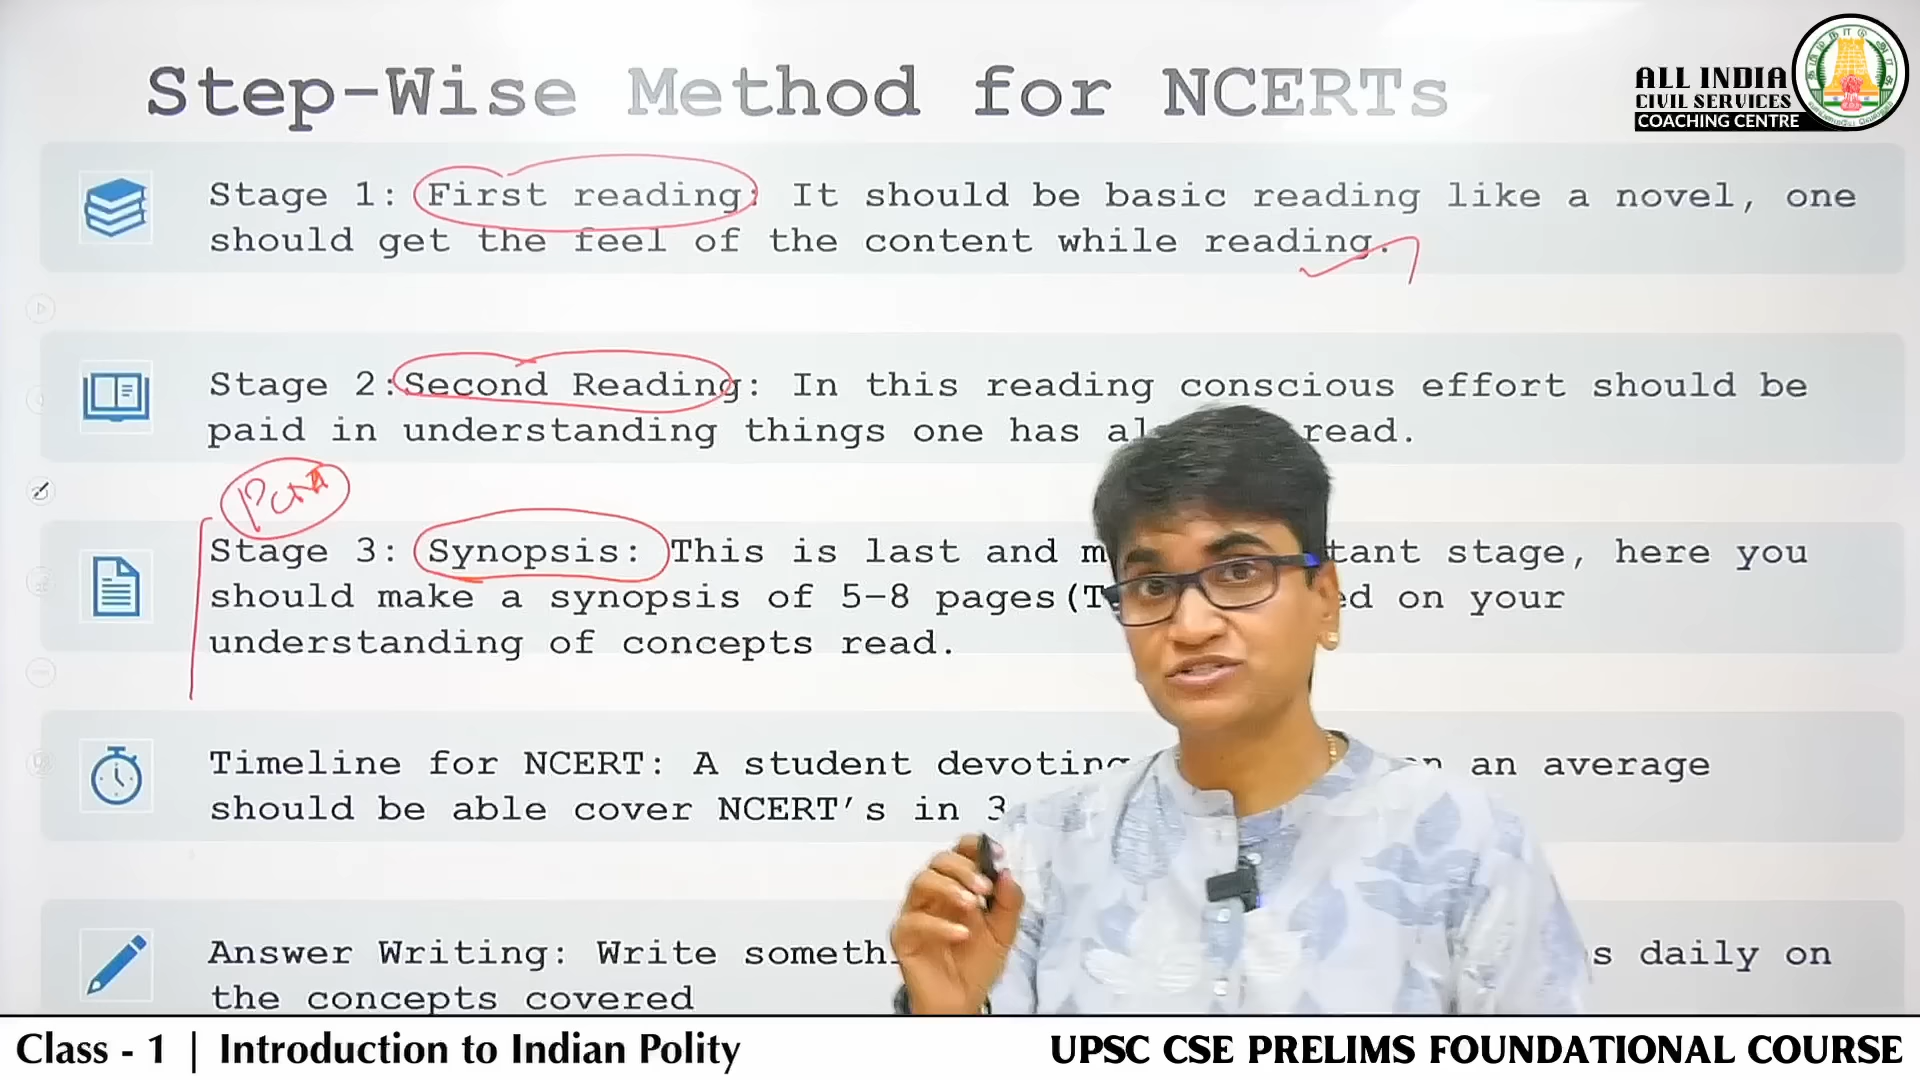 Step-Wise Method for NCERTs
ALL INDIA
CIVIL SERVICES
COACHING CENTRE
Stage 1: First reading: It should be basic reading like a novel, one
should get the feel of the content while reading.
Stage 2: Second Reading: In this reading conscious effort should be
paid in understanding things one has read.
Stage 3: Synopsis: This is last and stage, here you
should make a synopsis of 5-8 pages on your
understanding of concepts read.
Timeline for NCERT: A student devoting an average
should be able cover NCERT's in 3
Answer Writing: Write daily on
the concepts covered
Class - 1 | Introduction to Indian Polity
UPSC CSE PRELIMS FOUNDATIONAL COURSE